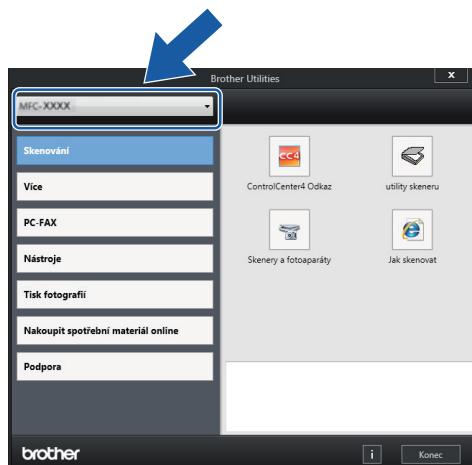 Brother Utilities
x
MFC-XXXX
Skenování
Více
PC-FAX
Nástroje
Tisk fotografií
Nakoupit spotřební materiál online
Podpora
CC4
ControlCenter4 Odkaz
utility skeneru
Skenery a fotoaparáty
Jak skenovat
brother
i
Konec